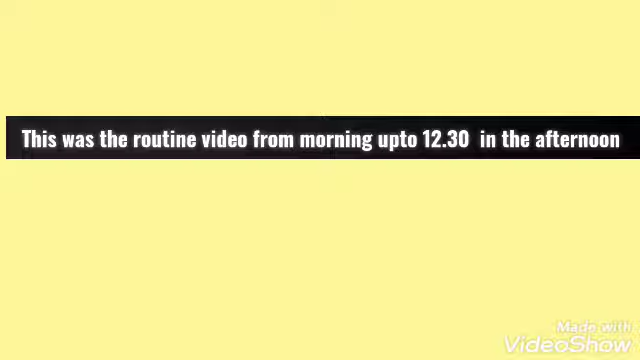 This was the routine video from morning upto 12.30 in the afternoon
Made with
VideoShow